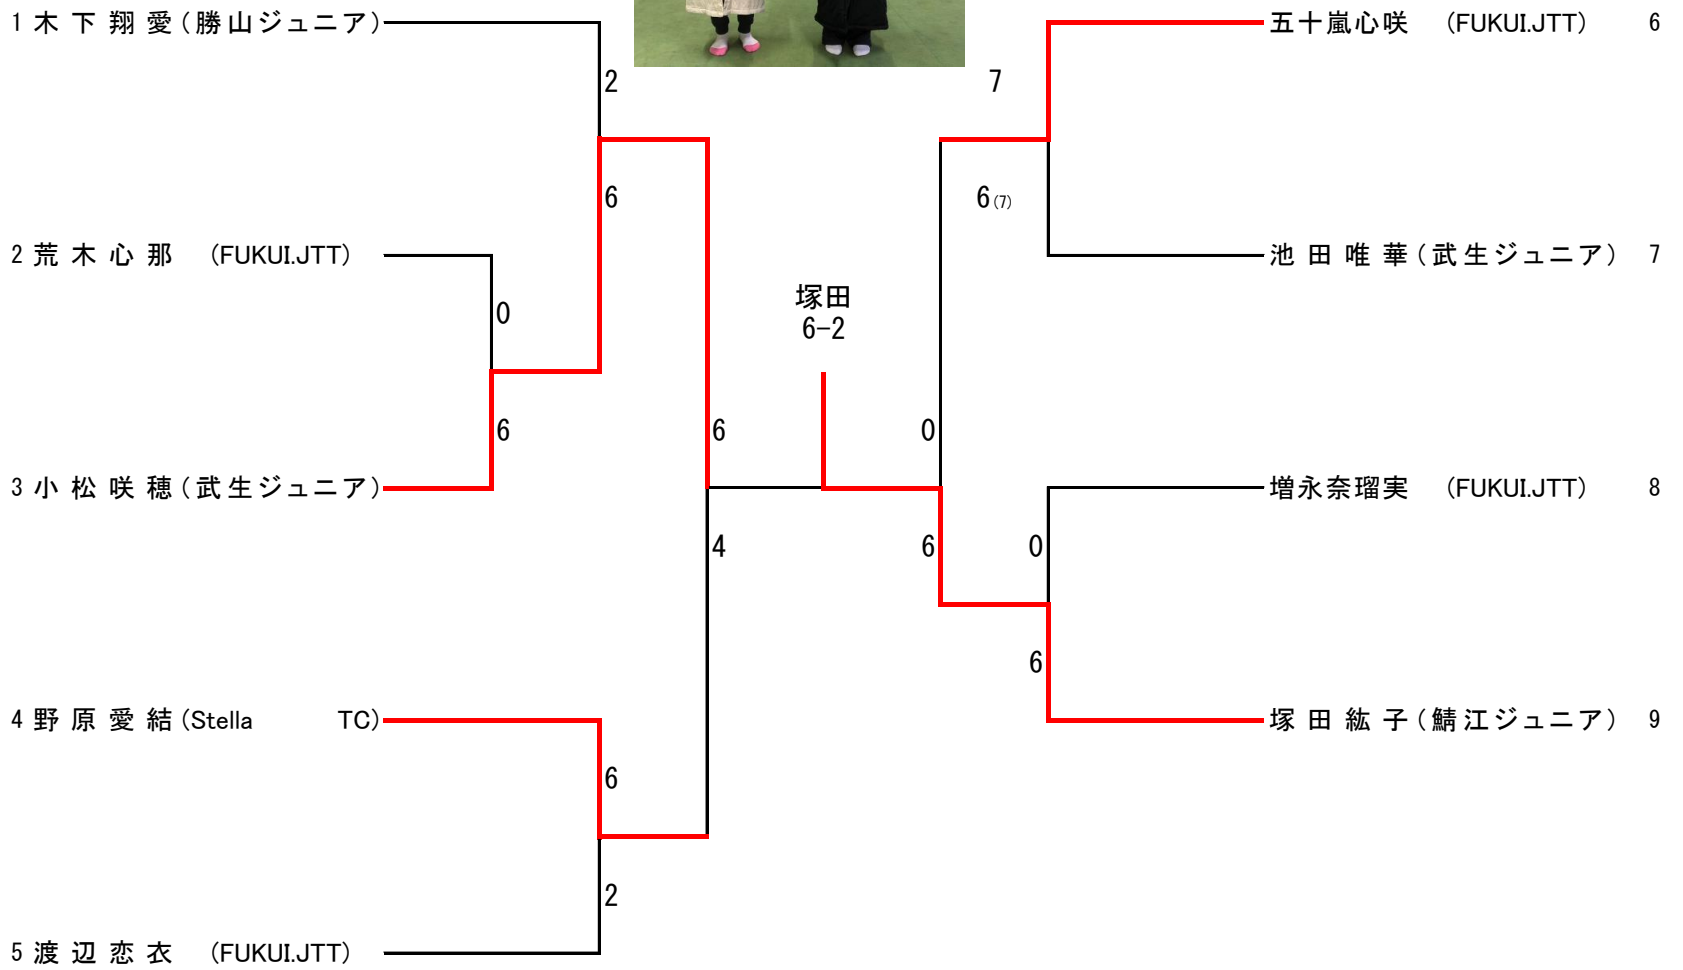 1 木下翔愛(勝山ジュニア)
五十嵐心咲 (FUKUI.JTT) 6
2
7
6
6(7)
2 荒木心那 (FUKUI.JTT)
池田唯華(武生ジュニア) 7
塚田
6-2
0
6
6
0
3 小松咲穂(武生ジュニア)
増永奈瑠実 (FUKUI.JTT) 8
4
6
0
6
4 野原愛結(Stella TC)
塚田紘子(鯖江ジュニア) 9
6
2
5 渡辺恋衣 (FUKUI.JTT)